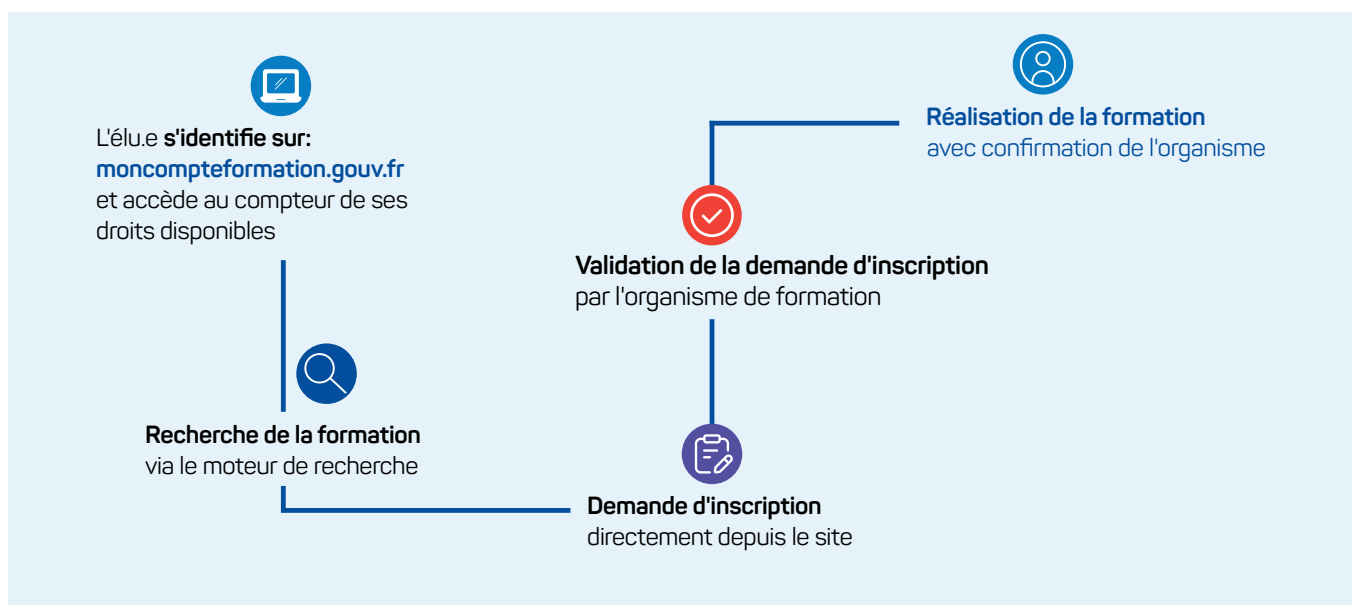 L'élu.e s'identifie sur:
moncompteformation.gouv.fr
et accède au compteur de ses
droits disponibles
Recherche de la formation
via le moteur de recherche
Demande d'inscription
directement depuis le site
Validation de la demande d'inscription
par l'organisme de formation
Réalisation de la formation
avec confirmation de l'organisme